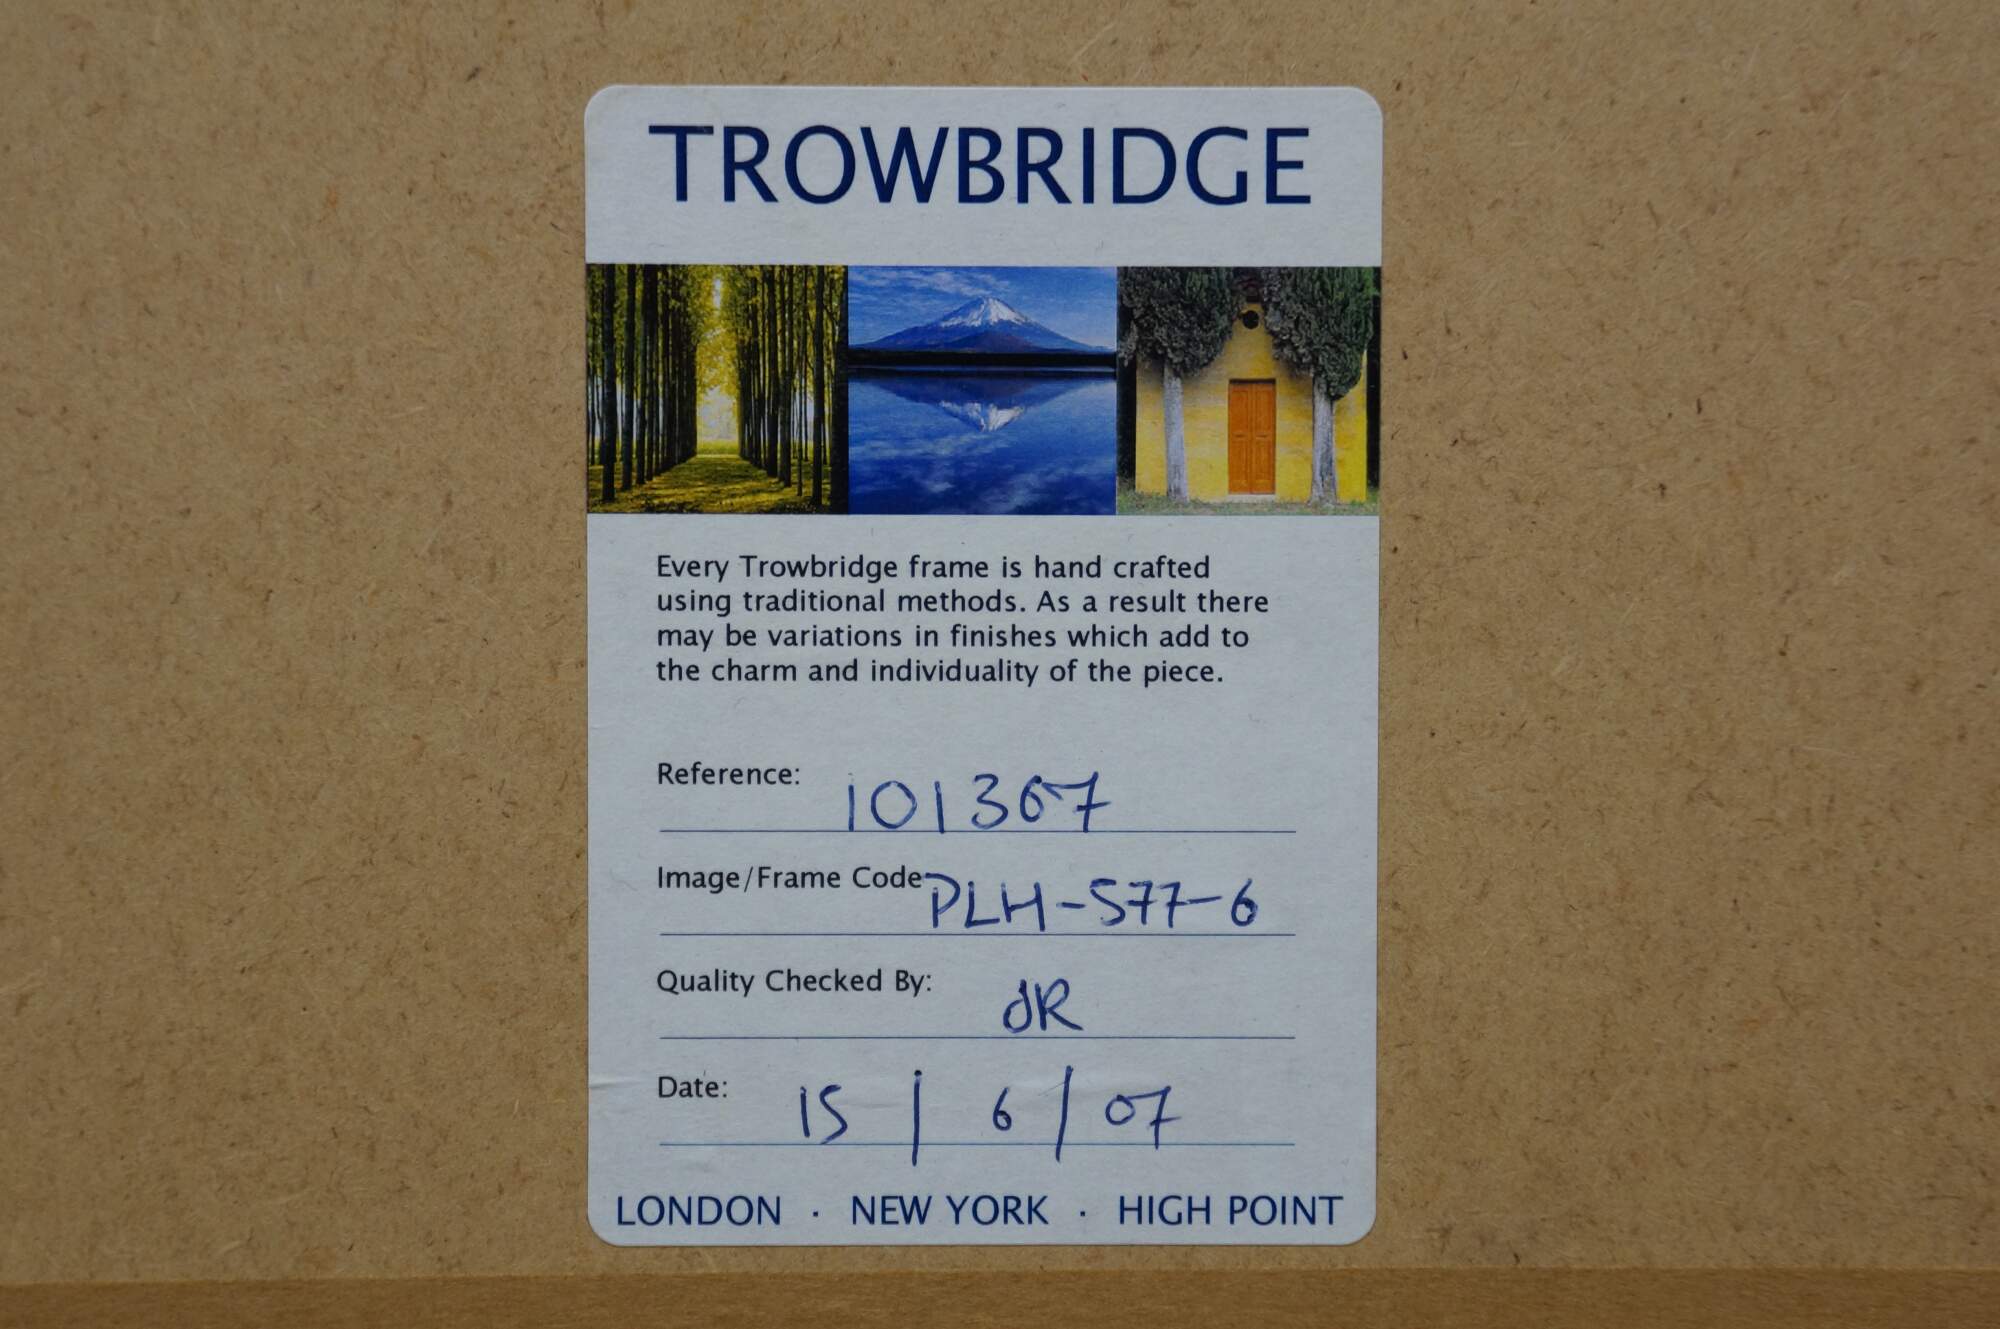 TROWBRIDGE
Every Trowbridge frame is hand crafted
using traditional methods. As a result there
may be variations in finishes which add to
the charm and individuality of the piece.
Reference: 101367
Image/Frame Code: PLH-577-6
Quality Checked By: JR
Date: 15 / 6 / 07
LONDON · NEW YORK · HIGH POINT